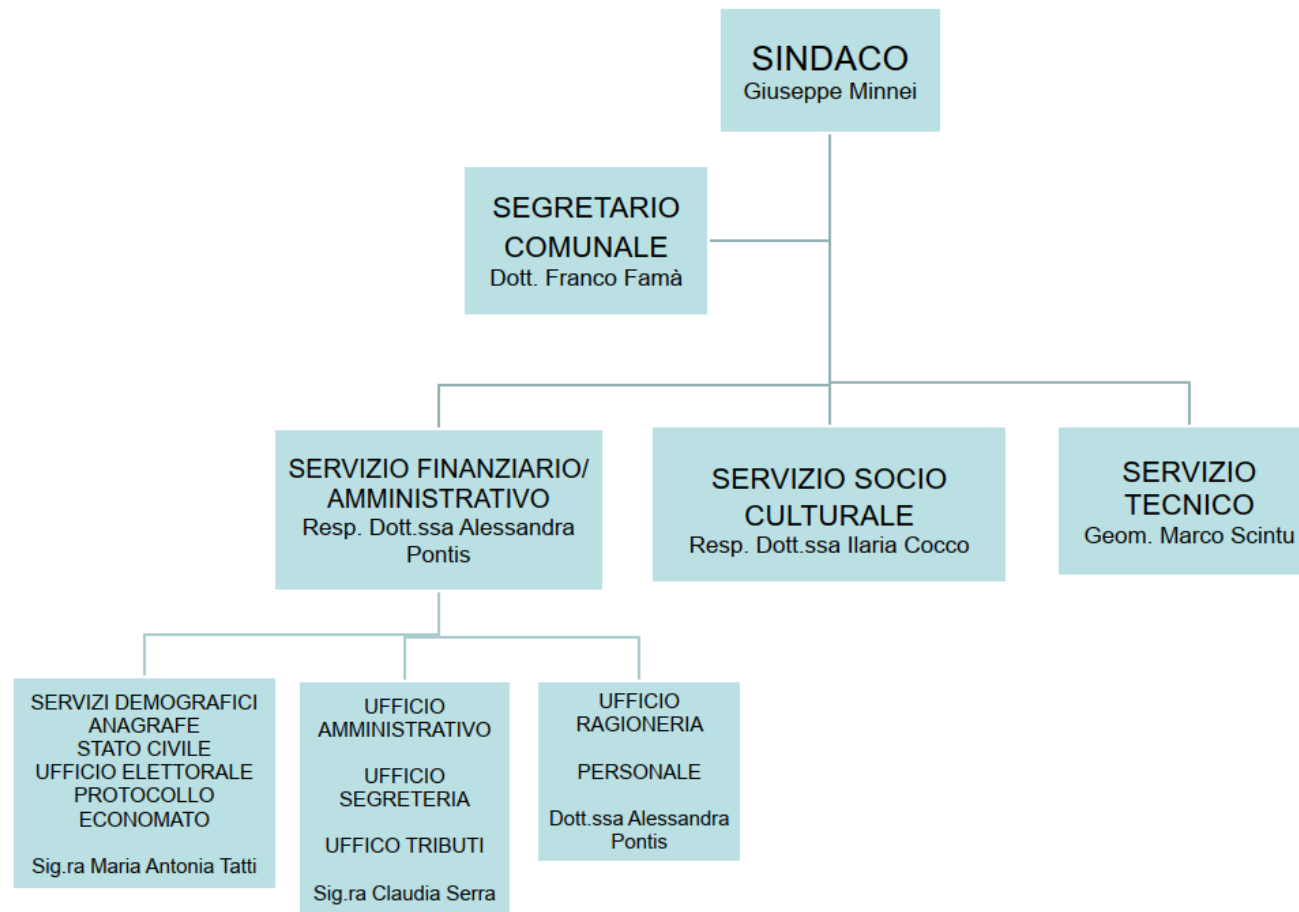 SINDACO
Giuseppe Minnei
SEGRETARIO
COMUNALE
Dott. Franco Famà
SERVIZIO FINANZIARIO/
AMMINISTRATIVO
Resp. Dott.ssa Alessandra
Pontis
SERVIZIO SOCIO
CULTURALE
Resp. Dott.ssa Ilaria Cocco
SERVIZIO
TECNICO
Geom. Marco Scintu
SERVIZI DEMOGRAFICI
ANAGRAFE
STATO CIVILE
UFFICIO ELETTORALE
PROTOCOLLO
ECONOMATO
Sig.ra Maria Antonia Tatti
UFFICIO
AMMINISTRATIVO
UFFICIO
SEGRETERIA
UFFICO TRIBUTI
Sig.ra Claudia Serra
UFFICIO
RAGIONERIA
PERSONALE
Dott.ssa Alessandra
Pontis